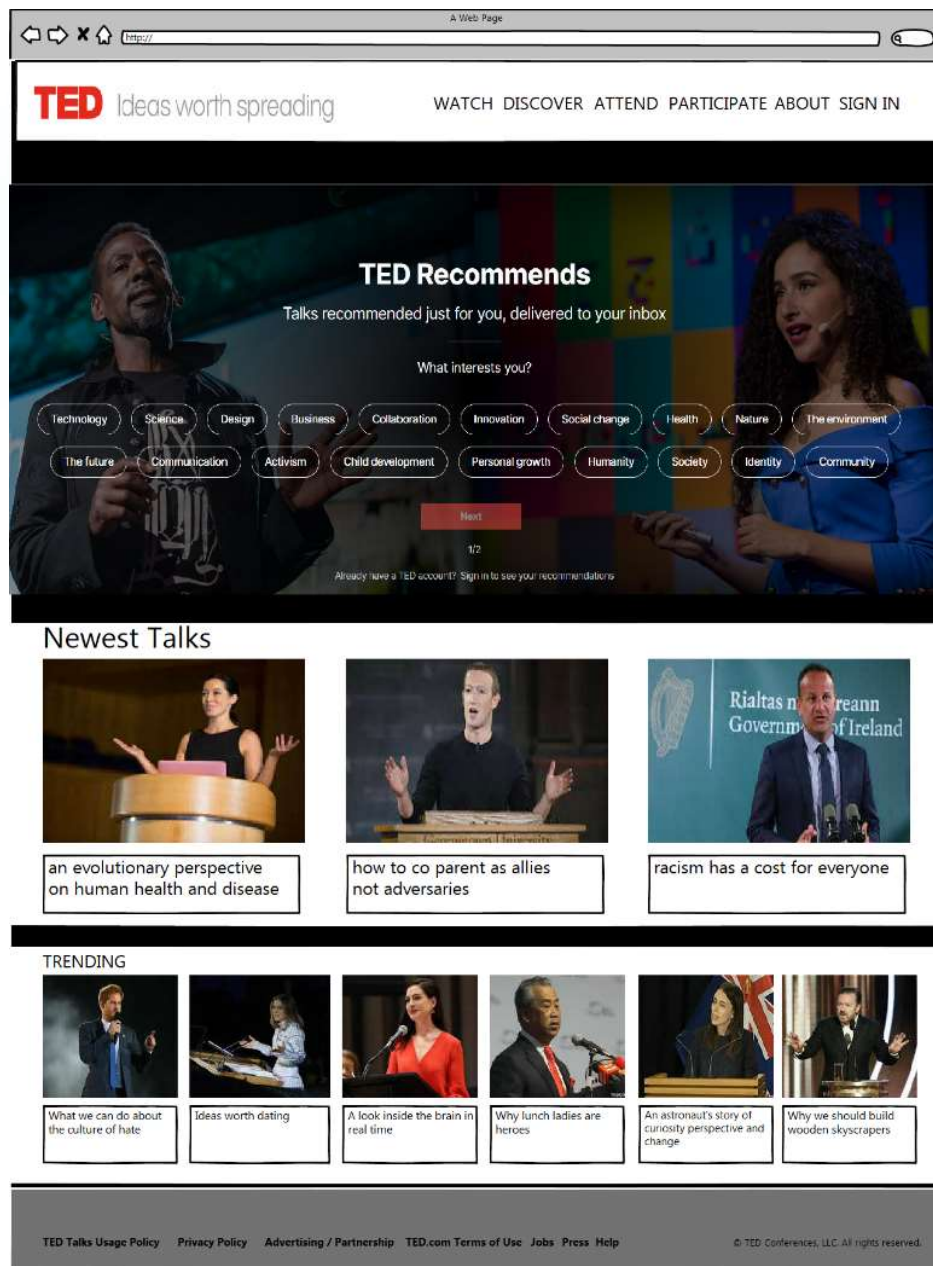 A Web Page
http://
TED Ideas worth spreading
WATCH DISCOVER ATTEND PARTICIPATE ABOUT SIGN IN
TED Recommends
Talks recommended just for you, delivered to your inbox
What interests you?
Technology Science Design Business Collaboration Innovation Social change Health Nature The environment
The future Communication Activism Child development Personal growth Humanity Society Identity Community
Next
1/2
Already have a TED account? Sign in to see your recommendations
Newest Talks
Georgetown University
Rialtas na
Government of Ireland
an evolutionary perspective
on human health and disease
how to co parent as allies
not adversaries
racism has a cost for everyone
TRENDING
What we can do about
the culture of hate
Ideas worth dating
A look inside the brain in
real time
Why lunch ladies are
heroes
An astronaut's story of
curiosity perspective and
change
Why we should build
wooden skyscrapers
TED Talks Usage Policy Privacy Policy Advertising / Partnership TED.com Terms of Use Jobs Press Help
© TED Conferences, LLC. All rights reserved.